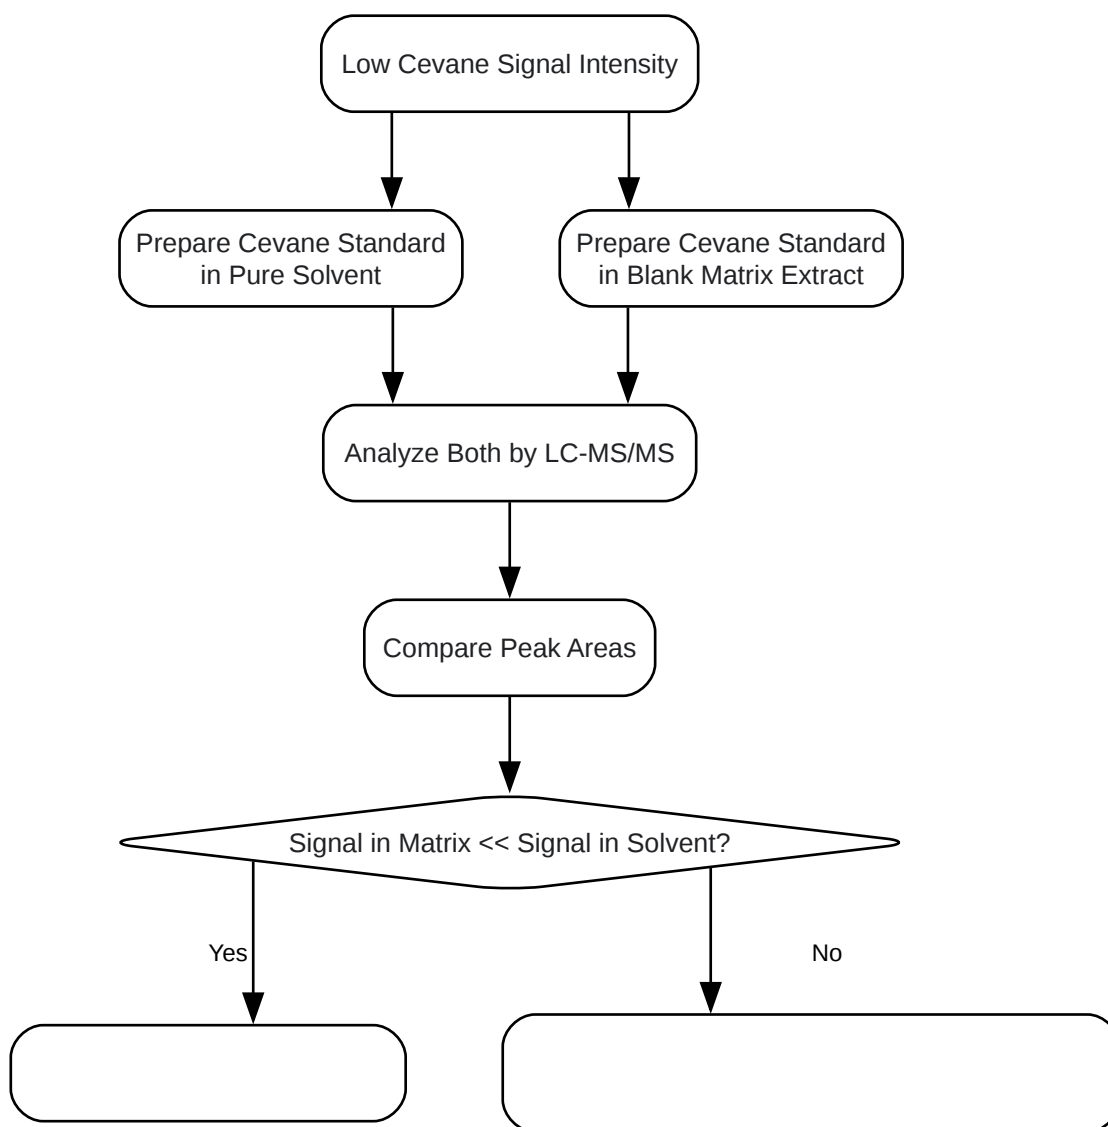 Low Cevane Signal Intensity
Prepare Cevane Standard
in Pure Solvent
Prepare Cevane Standard
in Blank Matrix Extract
Analyze Both by LC-MS/MS
Compare Peak Areas
Signal in Matrix << Signal in Solvent?
Yes
No